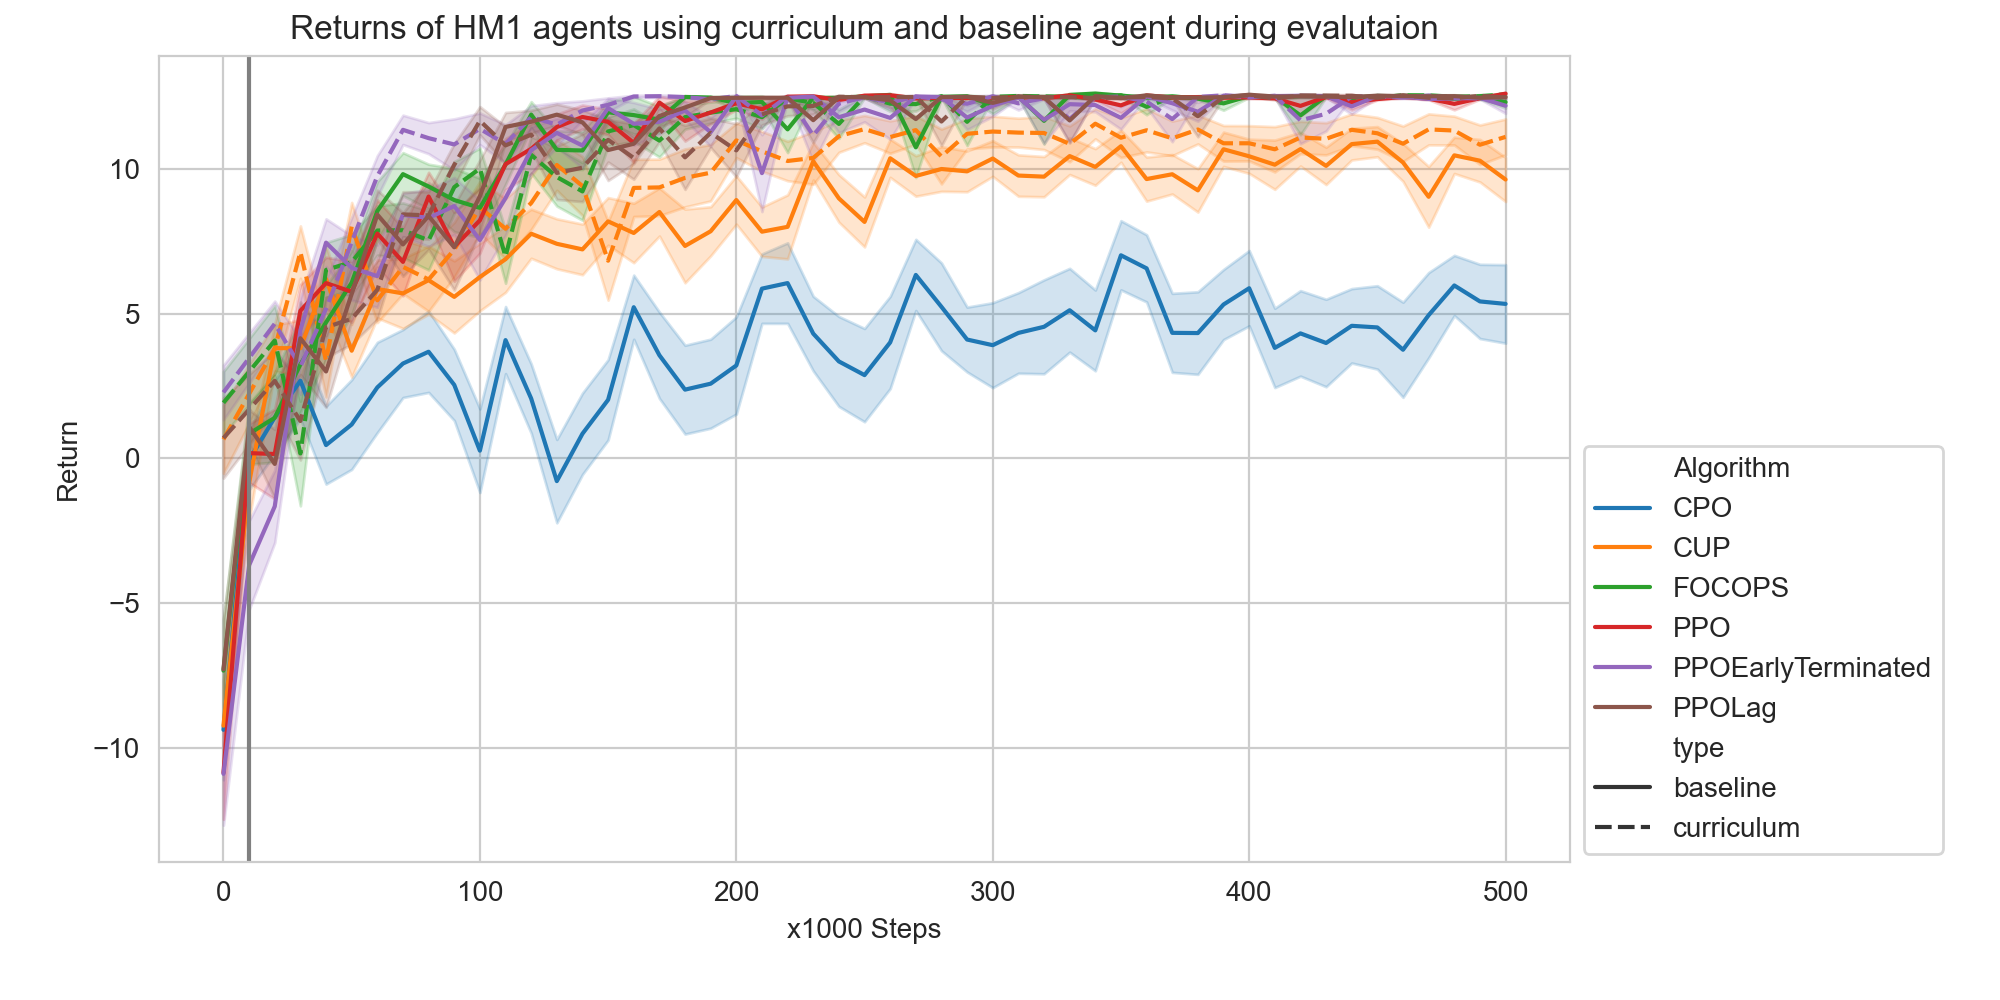 Returns of HM1 agents using curriculum and baseline agent during evalutaion
Return
10
5
0
−5
−10
0 100 200 300 400 500
x1000 Steps
Algorithm
CPO
CUP
FOCOPS
PPO
PPOEarlyTerminated
PPOLag
type
baseline
curriculum